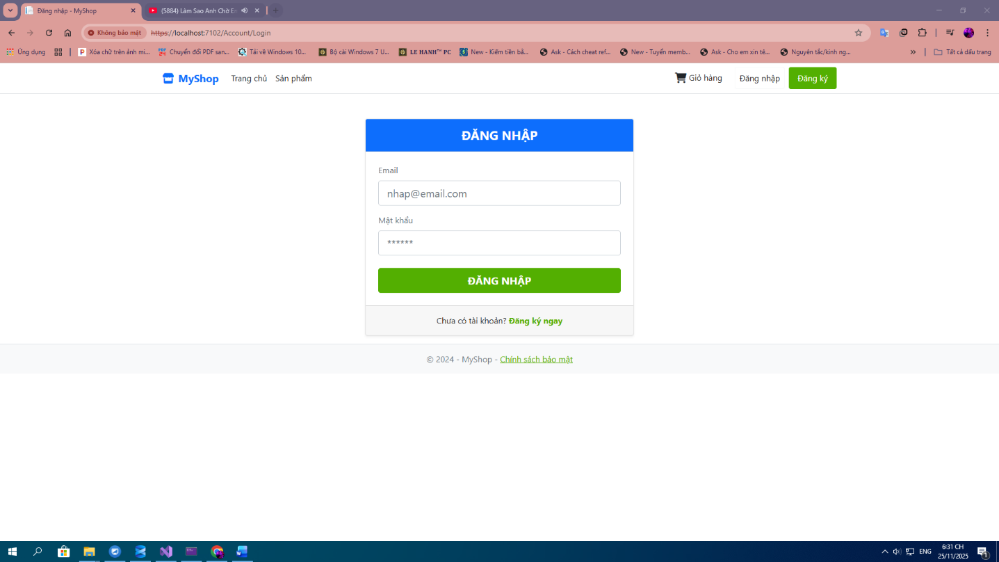 Đăng nhập - MyShop
(5884) Làm Sao Anh Chờ E
Không bảo mật
https://localhost:7102/Account/Login
Ứng dụng
Xóa chữ trên ảnh mi...
Chuyển đổi PDF san...
Tải về Windows 10...
Bộ cài Windows 7 U...
LE HANH™ PC
New - Kiếm tiền bằ...
Ask - Cách cheat ref...
New - Tuyển memb...
Ask - Cho em xin tê...
Nguyên tắc/kinh ng...
»
Tất cả dấu trang
MyShop
Trang chủ
Sản phẩm
Giỏ hàng
Đăng nhập
Đăng ký
ĐĂNG NHẬP
Email
nhap@email.com
Mật khẩu
******
ĐĂNG NHẬP
Chưa có tài khoản? Đăng ký ngay
© 2024 - MyShop - Chính sách bảo mật
ENG
6:31 CH
25/11/2025
1